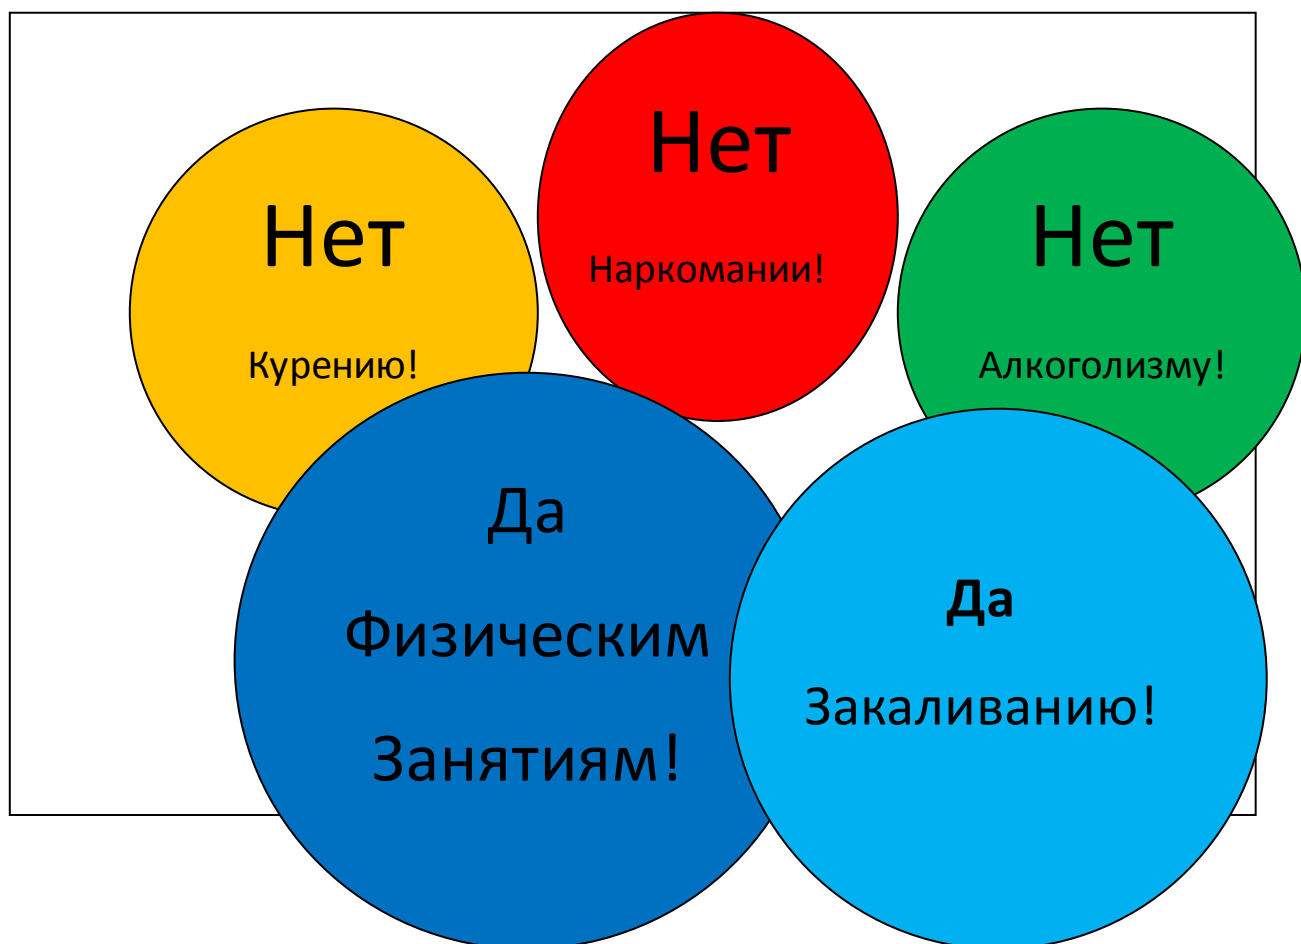 Нет
Курению!
Нет
Наркомании!
Нет
Алкоголизму!
Да
Физическим
Занятиям!
Да
Закаливанию!